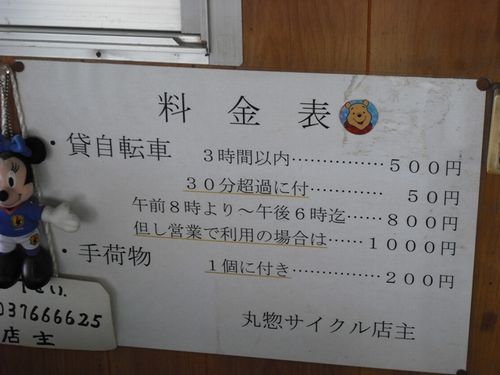 料金表
・貸自転車 3時間以内……………500円
30分超過に付…………50円
午前8時より～午後6時迄……800円
但し営業で利用の場合は……1000円
・手荷物 1個に付き……………200円
丸惣サイクル店主
037666625
店主